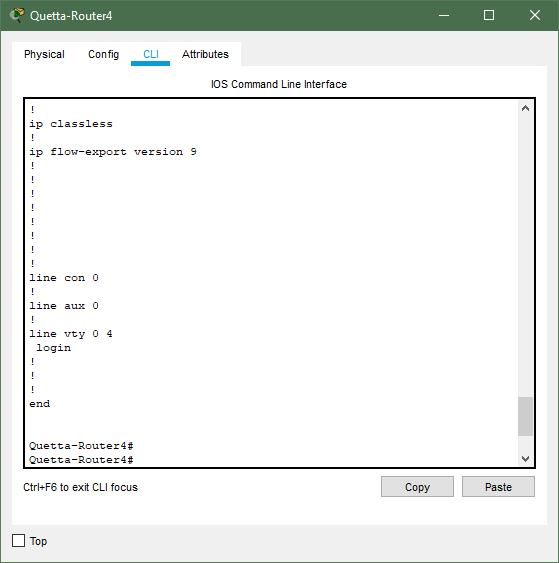 Quetta-Router4
Physical Config CLI Attributes
IOS Command Line Interface
!
ip classless
!
ip flow-export version 9
!
!
!
!
!
!
!
!
line con 0
!
line aux 0
!
line vty 0 4
 login
!
!
!
end
Quetta-Router4#
Quetta-Router4#
Ctrl+F6 to exit CLI focus
Copy Paste
Top